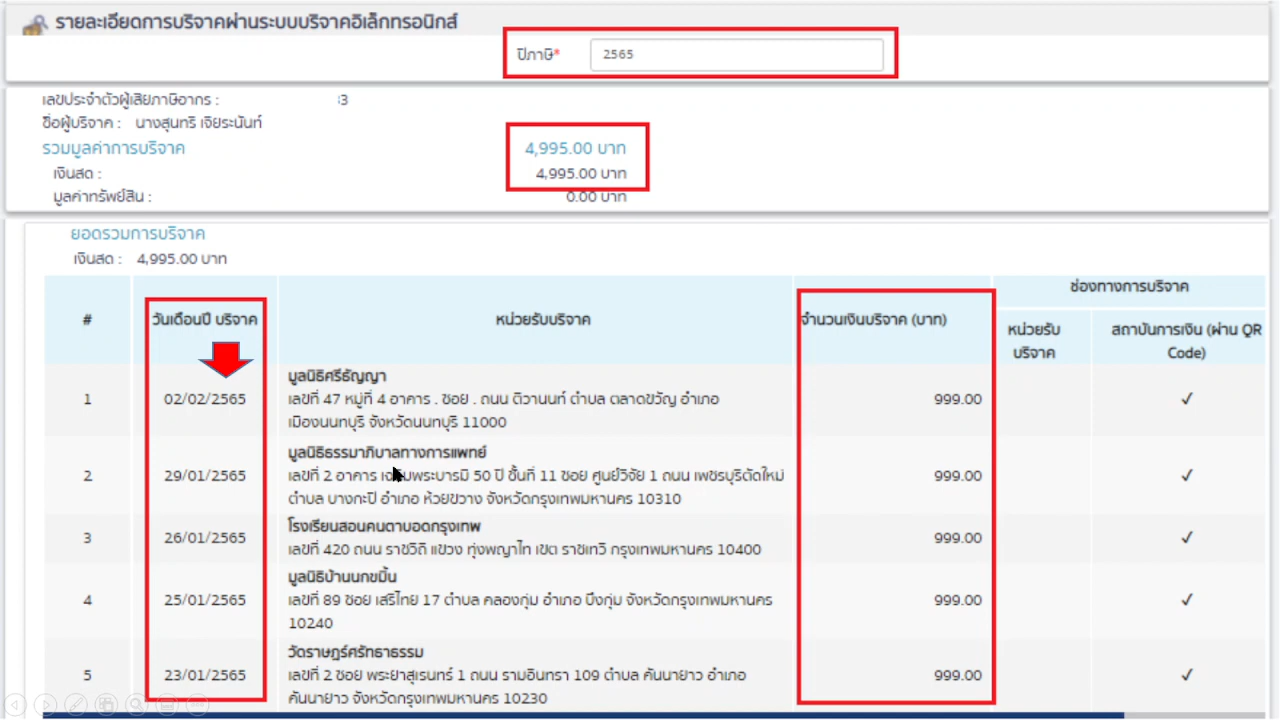 รายละเอียดการบริจาคผ่านระบบบริจาคอิเล็กทรอนิกส์
ปีภาษี* 2565
เลขประจำตัวผู้เสียภาษีอากร : 3
ชื่อผู้บริจาค : นางสุนทรี เจียระนันท์
รวมมูลค่าการบริจาค 4,995.00 บาท
เงินสด : 4,995.00 บาท
มูลค่าทรัพย์สิน : 0.00 บาท
ยอดรวมการบริจาค
เงินสด : 4,995.00 บาท
# วันเดือนปี บริจาค หน่วยรับบริจาค จำนวนเงินบริจาค (บาท) ช่องทางการบริจาค
หน่วยรับบริจาค สถาบันการเงิน (ผ่าน QR Code)
มูลนิธิศรีธัญญา
1 02/02/2565 เลขที่ 47 หมู่ที่ 4 อาคาร . ซอย . ถนน ติวานนท์ ตำบล ตลาดขวัญ อำเภอ 999.00 ✓
เมืองนนทบุรี จังหวัดนนทบุรี 11000
มูลนิธิธรรมาภิบาลทางการแพทย์
2 29/01/2565 เลขที่ 2 อาคาร เฉลิมพระบารมี 50 ปี ชั้นที่ 11 ซอย ศูนย์วิจัย 1 ถนน เพชรบุรีตัดใหม่ 999.00 ✓
ตำบล บางกะปิ อำเภอ ห้วยขวาง จังหวัดกรุงเทพมหานคร 10310
โรงเรียนสอนคนตาบอดกรุงเทพ
3 26/01/2565 เลขที่ 420 ถนน ราชวิถี แขวง ทุ่งพญาไท เขต ราชเทวี กรุงเทพมหานคร 10400 999.00 ✓
มูลนิธิบ้านนกขมิ้น
4 25/01/2565 เลขที่ 89 ซอย เสรีไทย 17 ตำบล คลองกุ่ม อำเภอ บึงกุ่ม จังหวัดกรุงเทพมหานคร 999.00 ✓
10240
วัดราษฎร์ศรัทธาธรรม
5 23/01/2565 เลขที่ 2 ซอย พระยาสุเรนทร์ 1 ถนน รามอินทรา 109 ตำบล คันนายาว อำเภอ 999.00 ✓
คันนายาว จังหวัดกรุงเทพมหานคร 10230